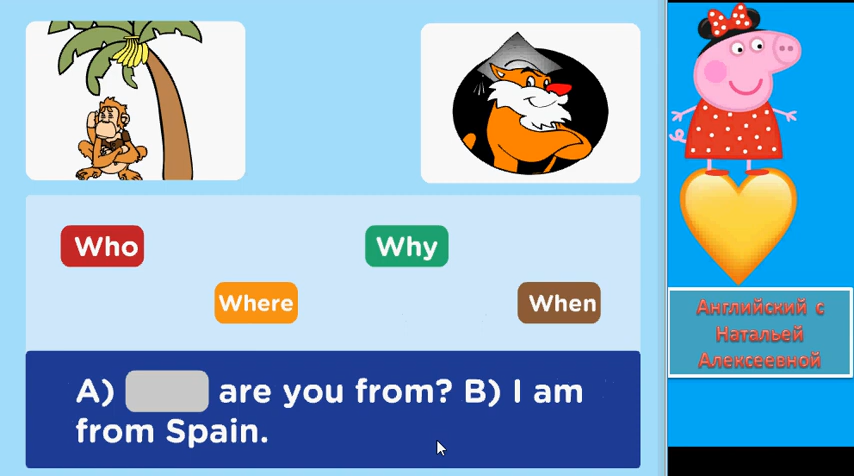 Who
Why
Where
When
A) are you from? B) I am
from Spain.
Английский с
Натальей
Алексеевной